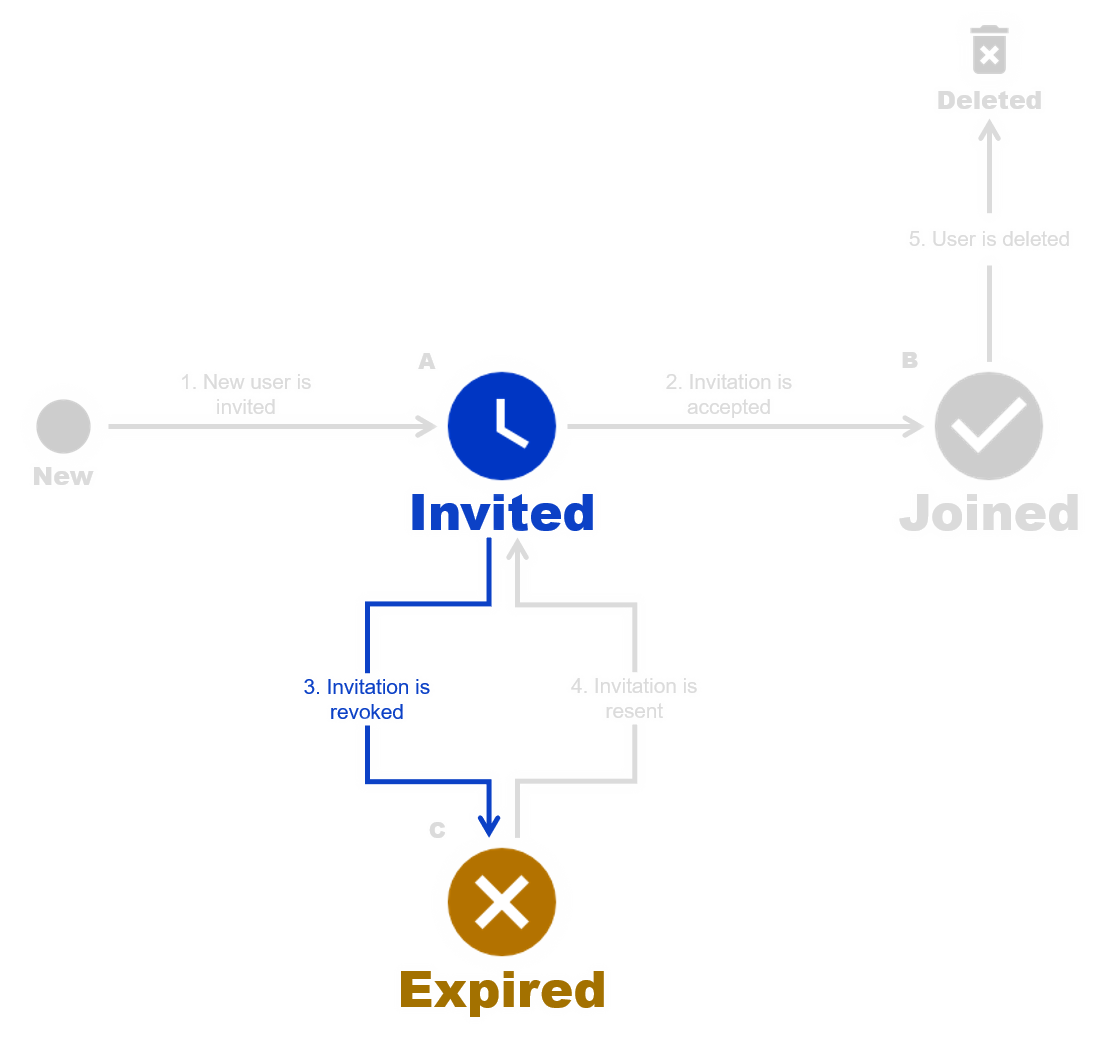 Deleted
5. User is deleted
A
B
1. New user is
invited
2. Invitation is
accepted
New
Invited
Joined
3. Invitation is
revoked
4. Invitation is
resent
C
Expired